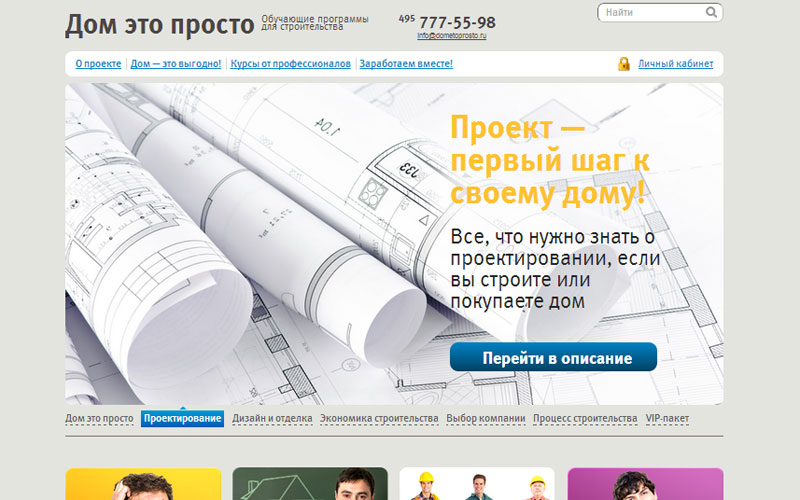 Дом это просто
Обучающие программы
для строительства
495 777-55-98
info@dometoprosto.ru
Найти
О проекте
Дом — это выгодно!
Курсы от профессионалов
Заработаем вместе!
Личный кабинет
1.04
Проект —
первый шаг к
своему дому!
Все, что нужно знать о
проектировании, если
вы строите или
покупаете дом
Перейти в описание
Дом это просто
Проектирование
Дизайн и отделка
Экономика строительства
Выбор компании
Процесс строительства
VIP-пакет